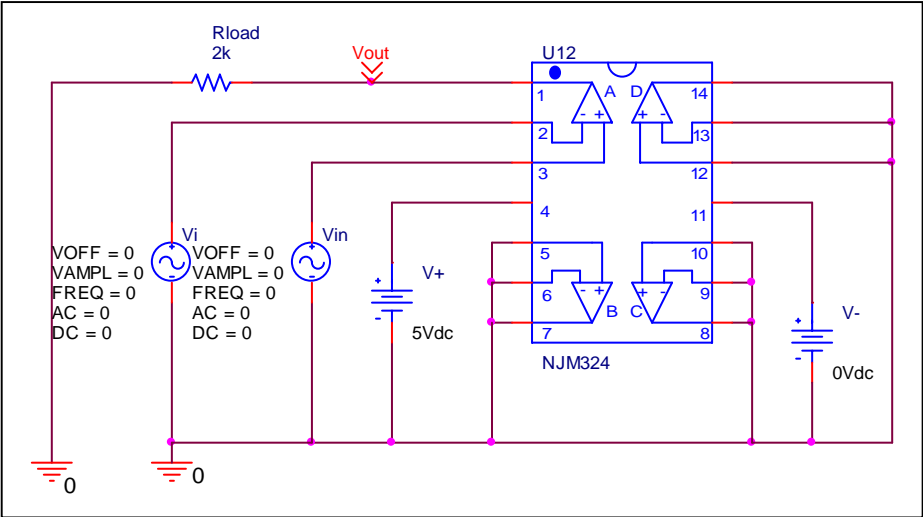 Rload
2k
Vout
U12
1
A
D
14
- +
+ -
2
13
3
12
4
11
Vi
VOFF = 0
VAMPL = 0
FREQ = 0
AC = 0
DC = 0
Vin
VOFF = 0
VAMPL = 0
FREQ = 0
AC = 0
DC = 0
V+
5Vdc
5
10
6
- +
+ -
9
B
C
7
8
NJM324
V-
0Vdc
0
0